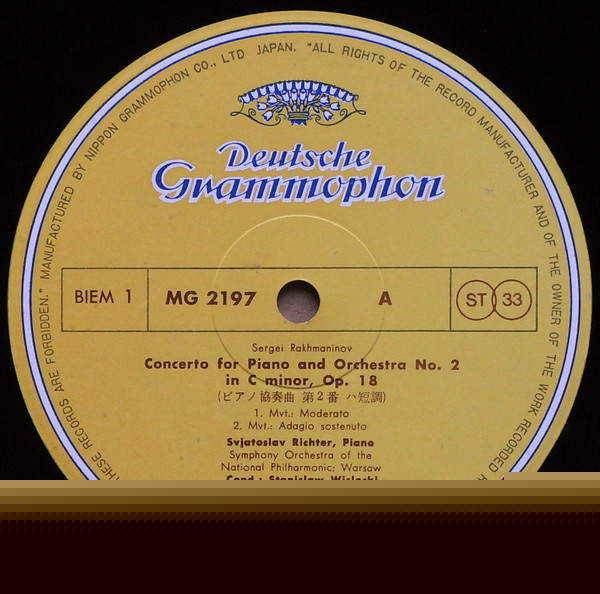 THESE RECORDS ARE FORBIDDEN." MANUFACTURED BY NIPPON GRAMMOPHON CO., LTD JAPAN. "ALL RIGHTS OF THE RECORD MANUFACTURER AND OF THE OWNER OF THE WORK RECORDED
Deutsche
Grammophon
BIEM 1 MG 2197 A ST 33
Sergei Rakhmaninov
Concerto for Piano and Orchestra No. 2
in C minor, Op. 18
(ピアノ協奏曲 第2番 ハ短調)
1. Mvt: Moderato
2. Mvt: Adagio sostenuto
Svjatoslav Richter, Piano
Symphony Orchestra of the
National Philharmonic; Warsaw
Cond.: Stanislaw Wislocki